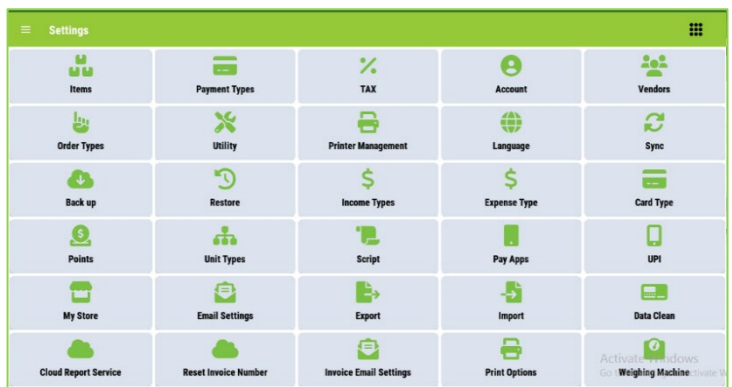 Settings
Items
Payment Types
TAX
Account
Vendors
Order Types
Utility
Printer Management
Language
Sync
Back up
Restore
Income Types
Expense Type
Card Type
Points
Unit Types
Script
Pay Apps
UPI
My Store
Email Settings
Export
Import
Data Clean
Cloud Report Service
Reset Invoice Number
Invoice Email Settings
Print Options
Weighing Machine
Activate Windows
Go